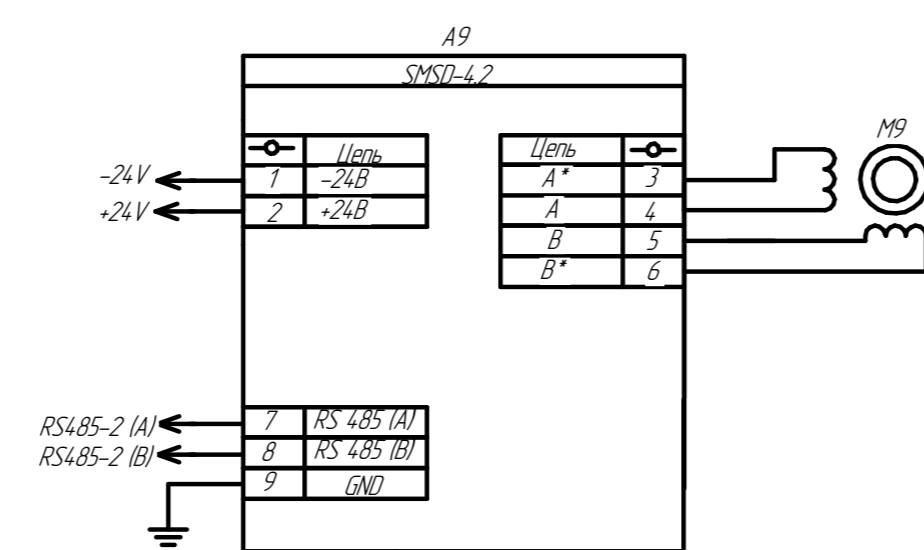 A9
SMSD-4.2
Цепь
-24V 1 -24В
+24V 2 +24В
Цепь
A* 3
A 4
B 5
B* 6
M9
RS485-2 (A) 7 RS 485 (A)
RS485-2 (B) 8 RS 485 (B)
9 GND